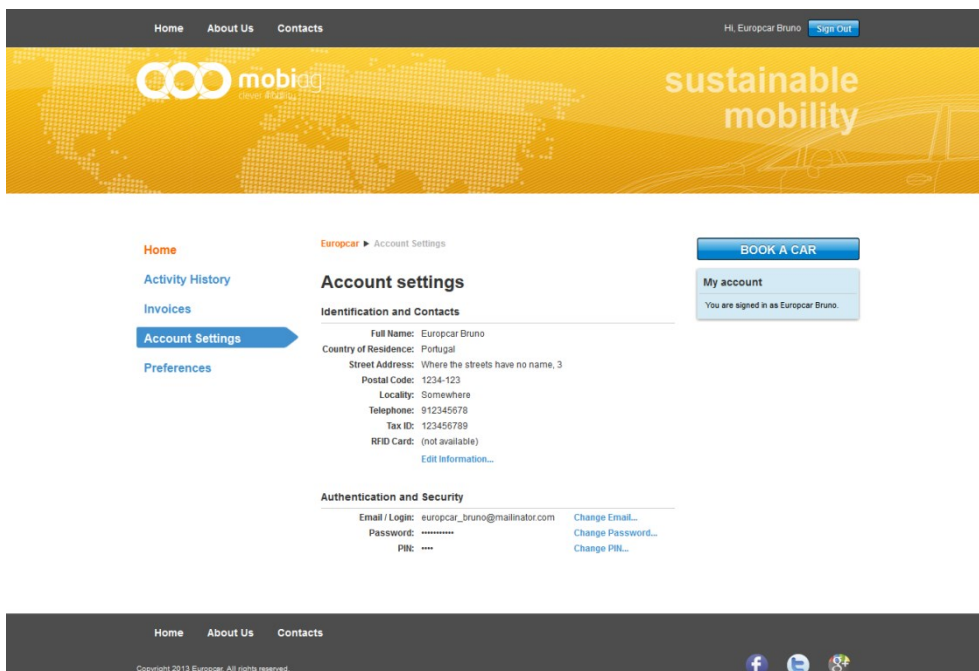 Home About Us Contacts
Hi, Europcar Bruno Sign Out
mobiag
clever mobility
sustainable
mobility
Home
Activity History
Invoices
Account Settings
Preferences
Europcar ▶ Account Settings
Account settings
Identification and Contacts
Full Name: Europcar Bruno
Country of Residence: Portugal
Street Address: Where the streets have no name, 3
Postal Code: 1234-123
Locality: Somewhere
Telephone: 912345678
Tax ID: 123456789
RFID Card: (not available)
Edit Information...
Authentication and Security
Email / Login: europcar_bruno@mailinator.com Change Email...
Password: ••••••••••• Change Password...
PIN: •••• Change PIN...
BOOK A CAR
My account
You are signed in as Europcar Bruno.
Home About Us Contacts
Copyright 2013 Europcar. All rights reserved.